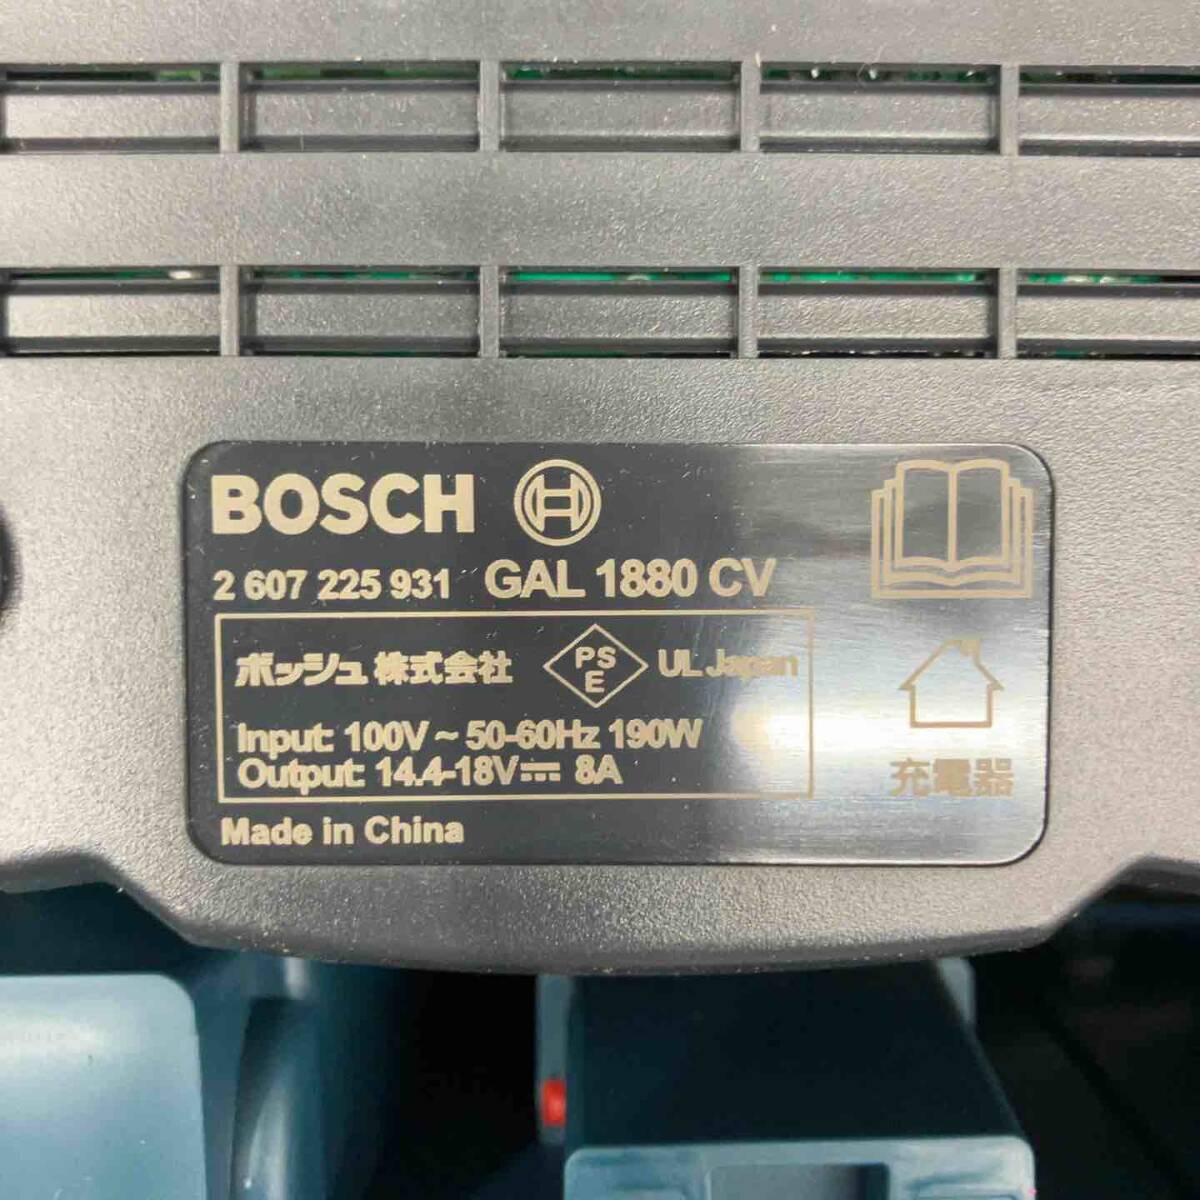 BOSCH
2 607 225 931 GAL 1880 CV
ボッシュ 株式会社 PS E UL Japan
Input: 100V ~ 50-60Hz 190W
Output: 14.4-18V⎓ 8A
Made in China
充電器